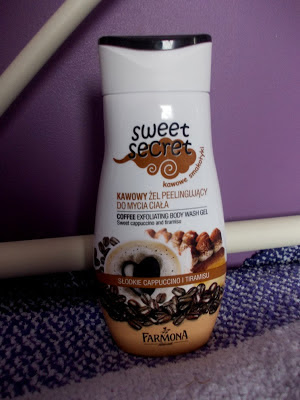 sweet
secret
kawowe smakołyki
KAWOWY ŻEL PEELINGUJĄCY
DO MYCIA CIAŁA
COFFEE EXFOLIATING BODY WASH GEL
Sweet cappuccino and tiramisu
SŁODKIE CAPPUCCINO I TIRAMISU
FARMONA